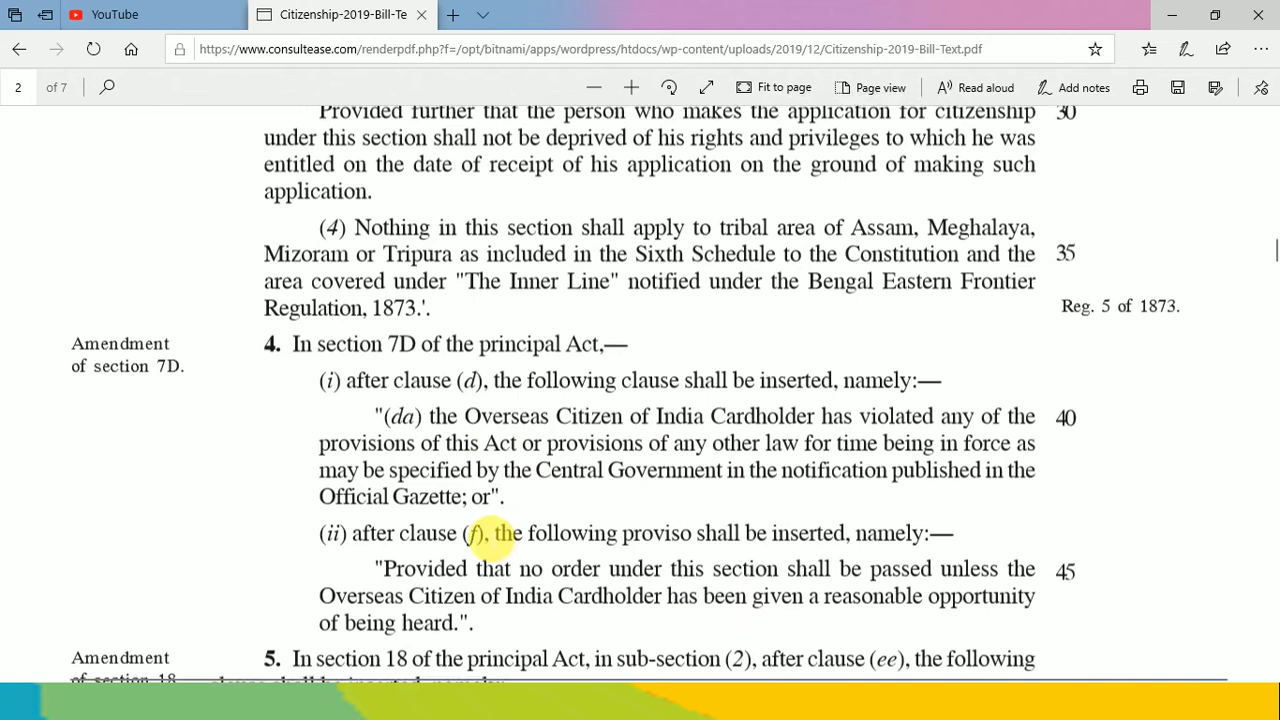 YouTube
Citizenship-2019-Bill-Te
https://www.consultease.com/renderpdf.php?f=/opt/bitnami/apps/wordpress/htdocs/wp-content/uploads/2019/12/Citizenship-2019-Bill-Text.pdf
2 of 7 Fit to page Page view Read aloud Add notes
Provided further that the person who makes the application for citizenship 30
under this section shall not be deprived of his rights and privileges to which he was
entitled on the date of receipt of his application on the ground of making such
application.
(4) Nothing in this section shall apply to tribal area of Assam, Meghalaya,
Mizoram or Tripura as included in the Sixth Schedule to the Constitution and the 35
area covered under "The Inner Line" notified under the Bengal Eastern Frontier
Regulation, 1873.'.
Reg. 5 of 1873.
Amendment
of section 7D.
4. In section 7D of the principal Act,—
(i) after clause (d), the following clause shall be inserted, namely:—
"(da) the Overseas Citizen of India Cardholder has violated any of the 40
provisions of this Act or provisions of any other law for time being in force as
may be specified by the Central Government in the notification published in the
Official Gazette; or".
(ii) after clause (f), the following proviso shall be inserted, namely:—
"Provided that no order under this section shall be passed unless the 45
Overseas Citizen of India Cardholder has been given a reasonable opportunity
of being heard.".
Amendment
of section 18
5. In section 18 of the principal Act, in sub-section (2), after clause (ee), the following